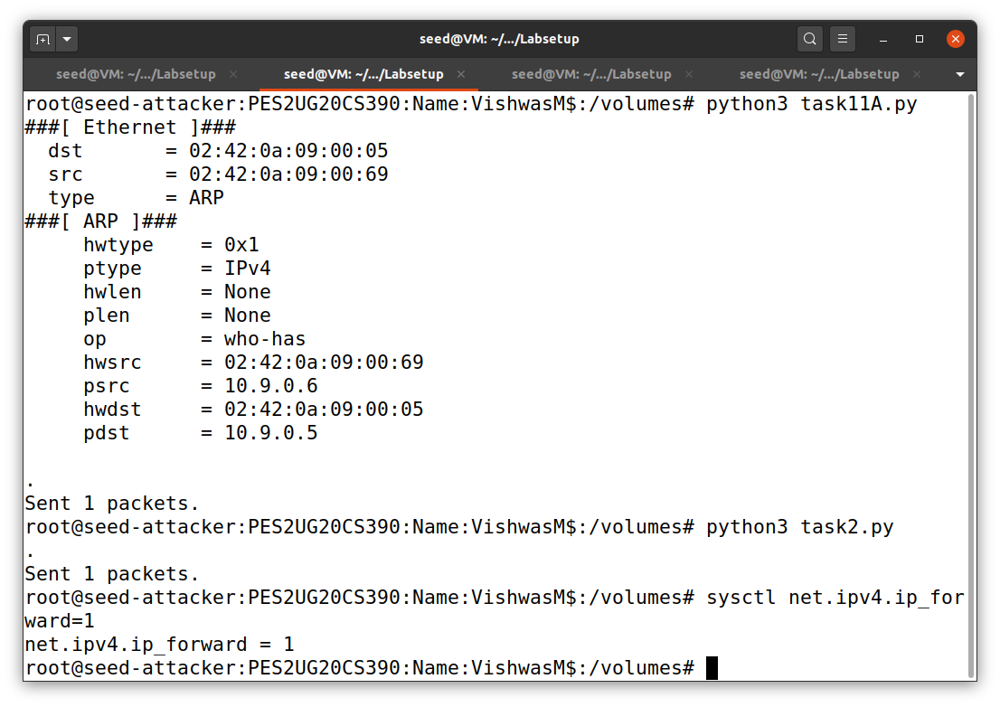 seed@VM: ~/.../Labsetup
seed@VM: ~/.../Labsetup seed@VM: ~/.../Labsetup seed@VM: ~/.../Labsetup seed@VM: ~/.../Labsetup
root@seed-attacker:PES2UG20CS390:Name:VishwasM$:/volumes# python3 task11A.py
###[ Ethernet ]###
  dst       = 02:42:0a:09:00:05
  src       = 02:42:0a:09:00:69
  type      = ARP
###[ ARP ]###
     hwtype    = 0x1
     ptype     = IPv4
     hwlen     = None
     plen      = None
     op        = who-has
     hwsrc     = 02:42:0a:09:00:69
     psrc      = 10.9.0.6
     hwdst     = 02:42:0a:09:00:05
     pdst      = 10.9.0.5
.
Sent 1 packets.
root@seed-attacker:PES2UG20CS390:Name:VishwasM$:/volumes# python3 task2.py
.
Sent 1 packets.
root@seed-attacker:PES2UG20CS390:Name:VishwasM$:/volumes# sysctl net.ipv4.ip_for
ward=1
net.ipv4.ip_forward = 1
root@seed-attacker:PES2UG20CS390:Name:VishwasM$:/volumes#